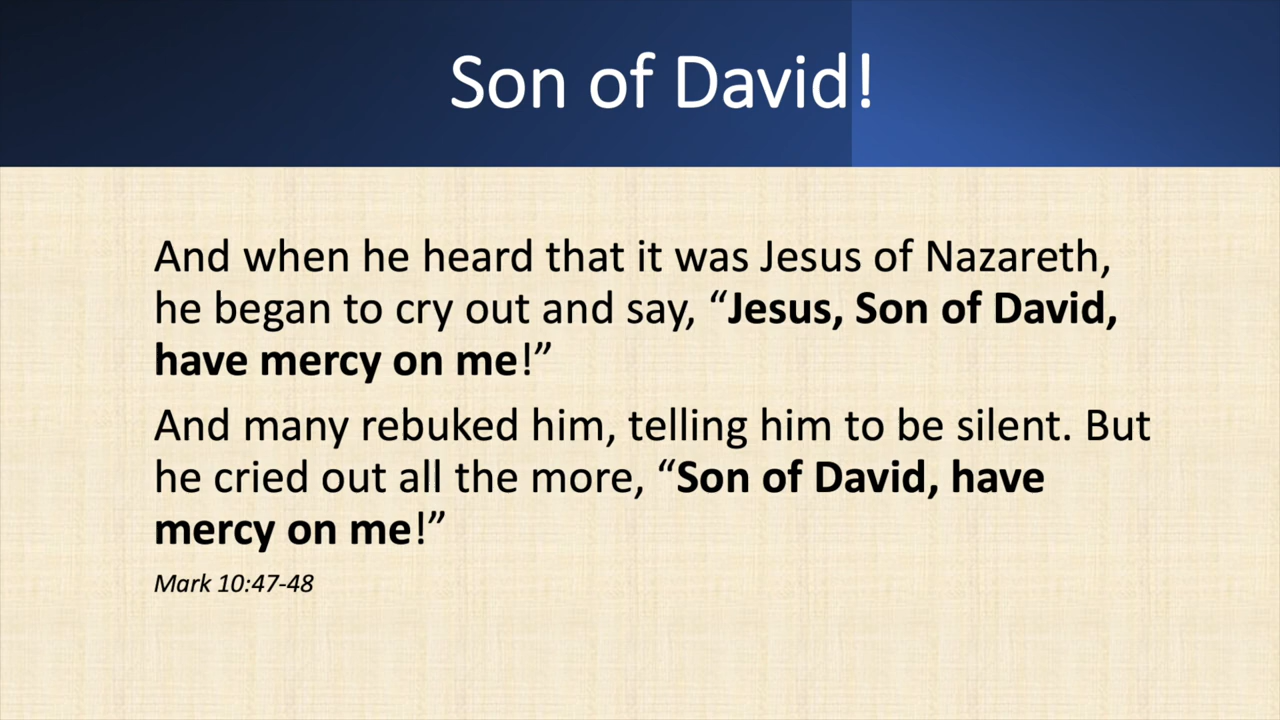 Son of David!
And when he heard that it was Jesus of Nazareth,
he began to cry out and say, “Jesus, Son of David,
have mercy on me!”
And many rebuked him, telling him to be silent. But
he cried out all the more, “Son of David, have
mercy on me!”
Mark 10:47-48